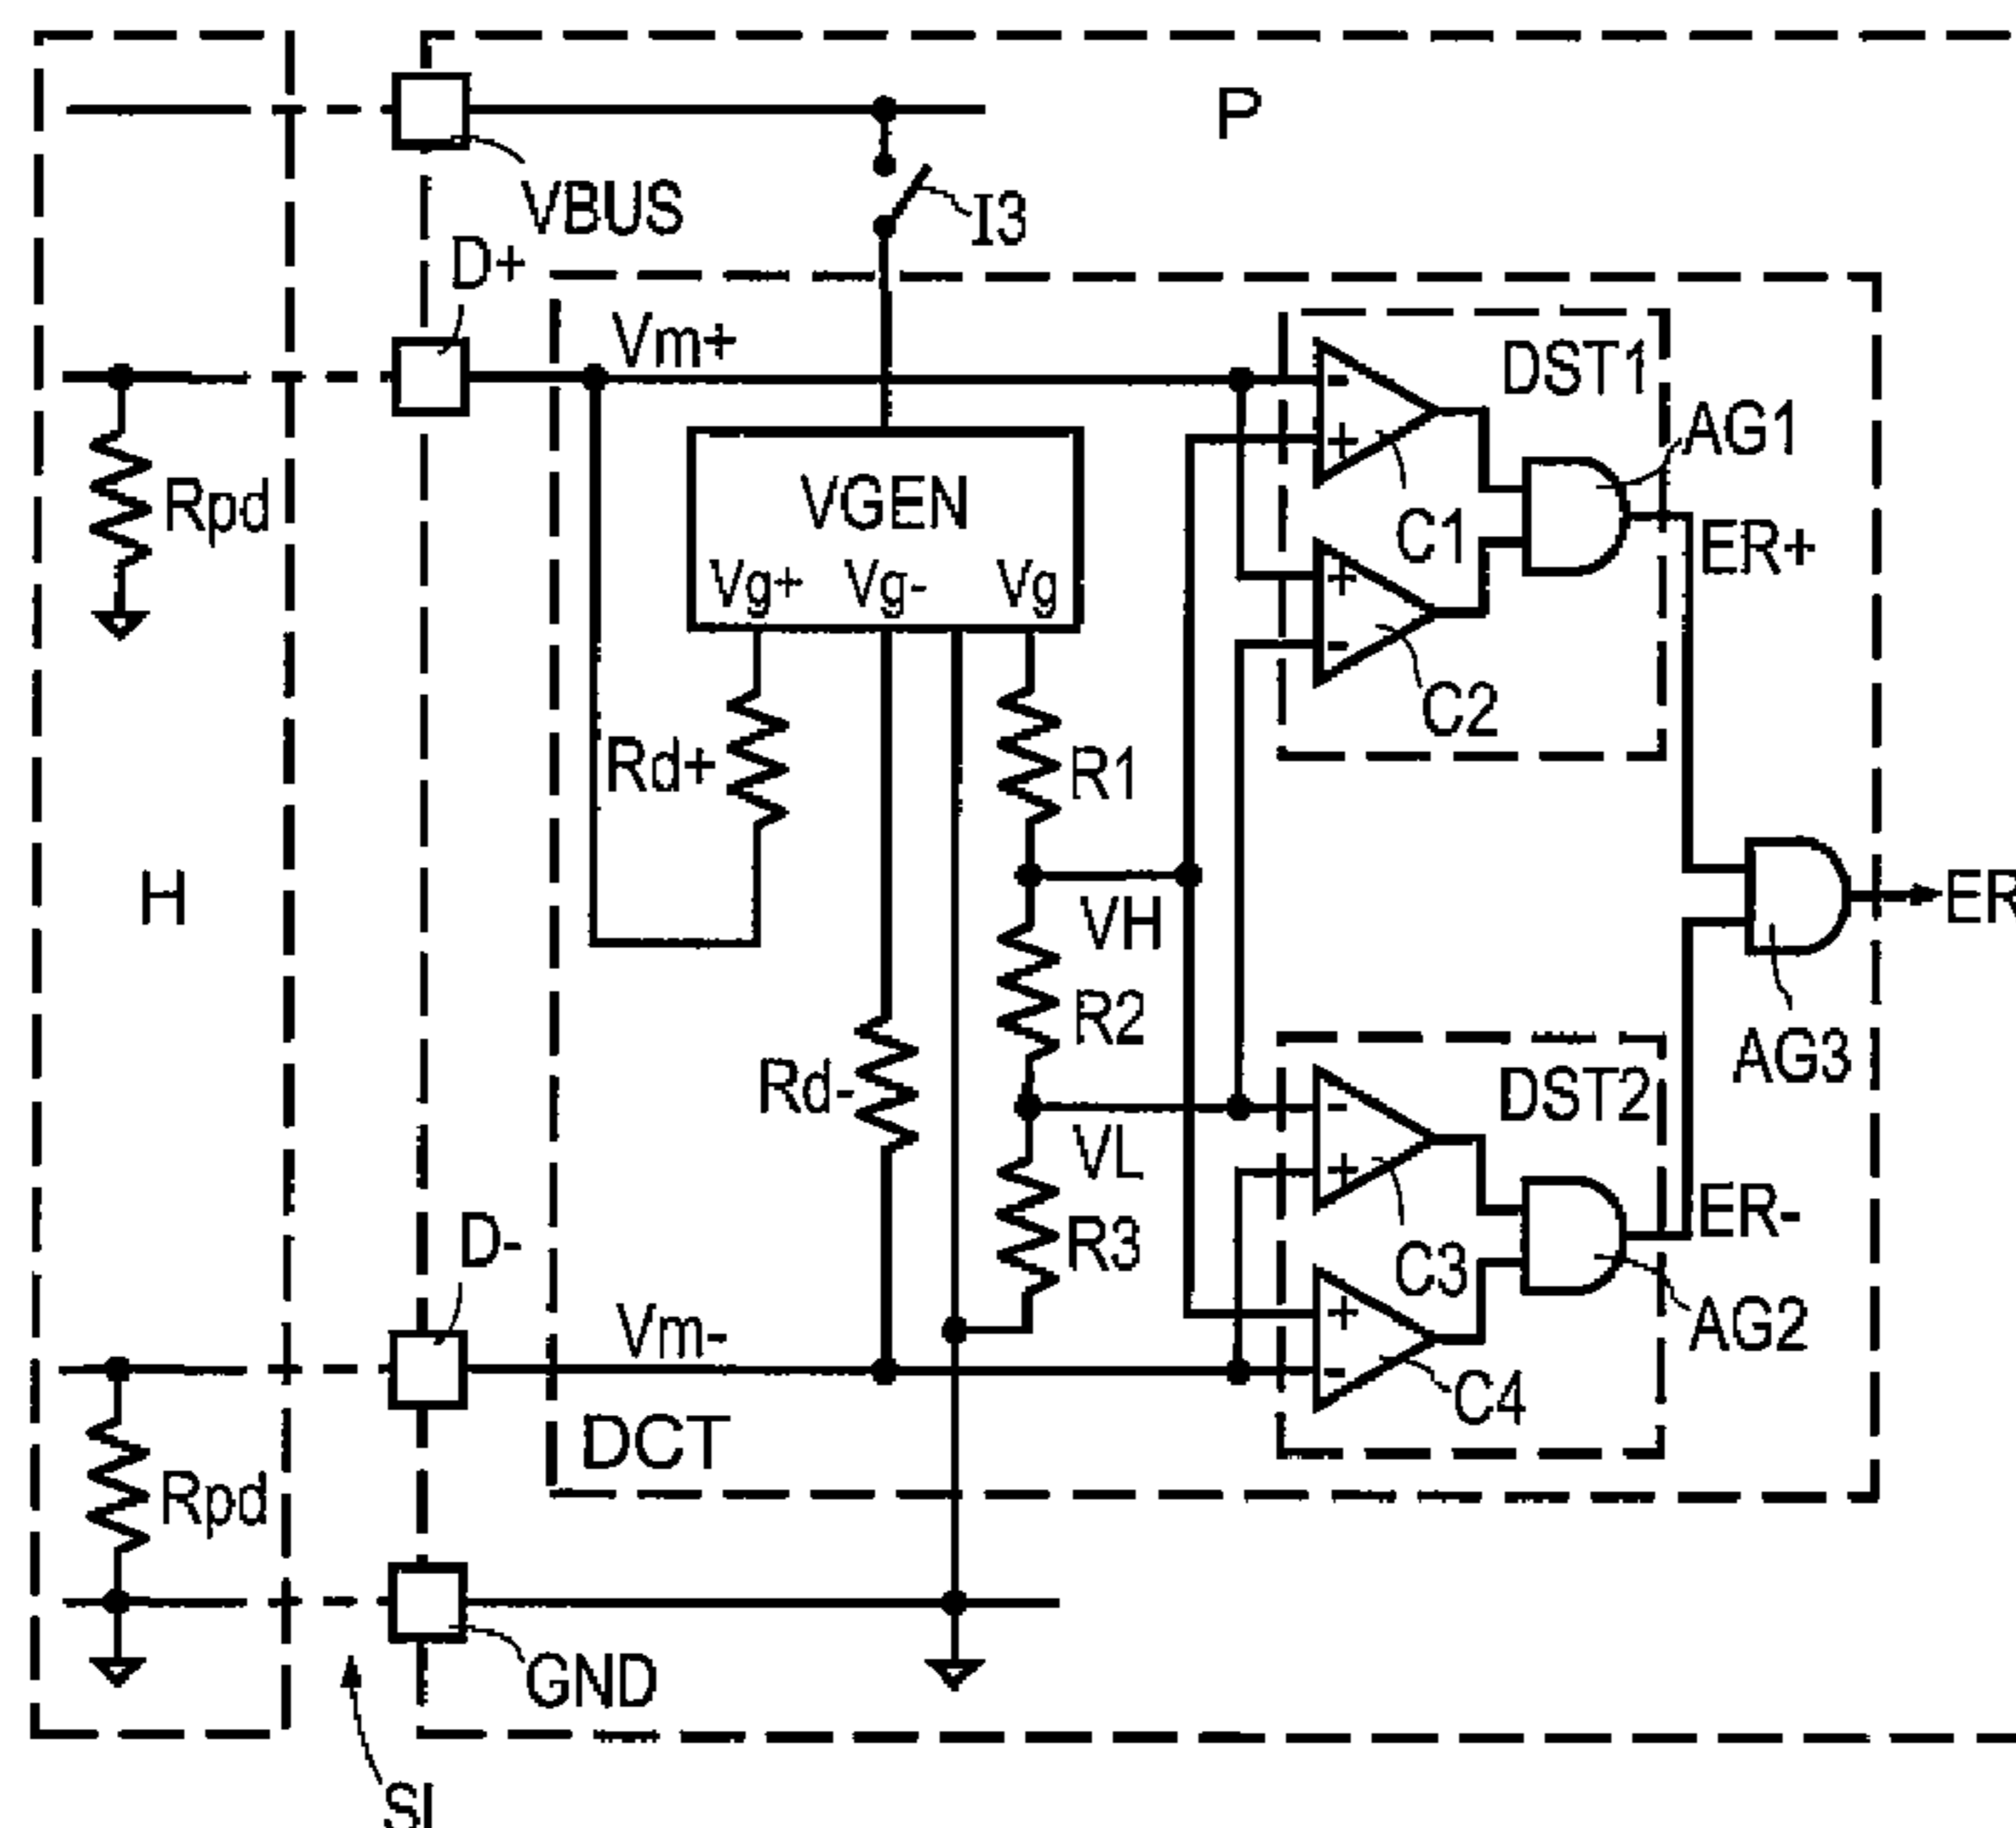 P
VBUS
I3
D+
Vm+
DST1
-
+
AG1
VGEN
Rpd
C1
ER+
Vg+ Vg- Vg
+
-
C2
Rd+
R1
H
VH
ER
R2
AG3
Rd-
DST2
-
VL
+
ER-
D-
R3
C3
Vm-
+
AG2
-
C4
DCT
Rpd
GND
SI